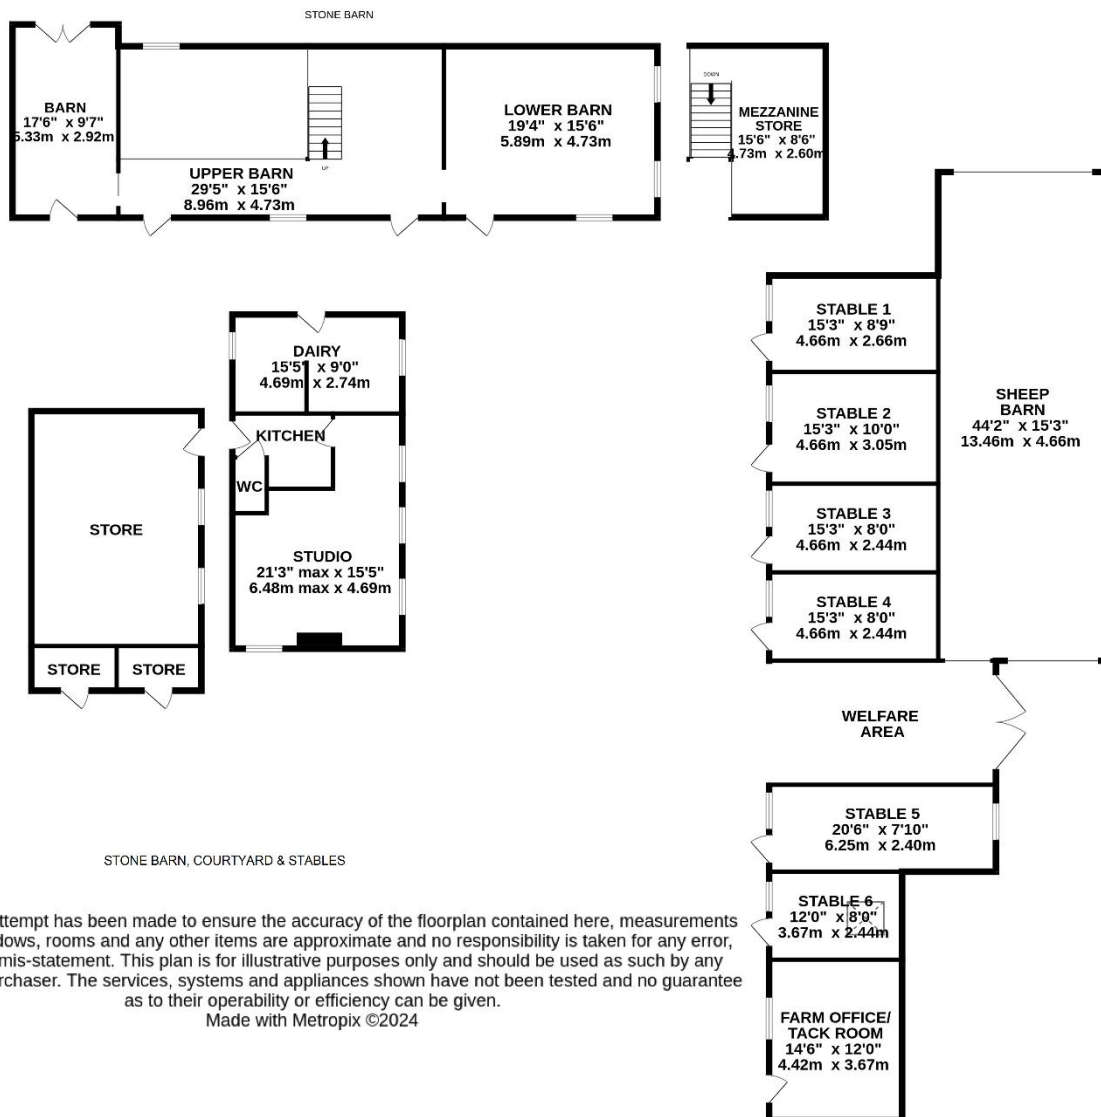 STONE BARN
BARN
17'6" x 9'7"
5.33m x 2.92m
UPPER BARN
29'5" x 15'6"
8.96m x 4.73m
UP
LOWER BARN
19'4" x 15'6"
5.89m x 4.73m
DOWN
MEZZANINE
STORE
15'6" x 8'6"
4.73m x 2.60m
DAIRY
15'5" x 9'0"
4.69m x 2.74m
KITCHEN
WC
STUDIO
21'3" max x 15'5"
6.48m max x 4.69m
STORE
STORE
STORE
STABLE 1
15'3" x 8'9"
4.66m x 2.66m
STABLE 2
15'3" x 10'0"
4.66m x 3.05m
STABLE 3
15'3" x 8'0"
4.66m x 2.44m
STABLE 4
15'3" x 8'0"
4.66m x 2.44m
SHEEP
BARN
44'2" x 15'3"
13.46m x 4.66m
WELFARE
AREA
STABLE 5
20'6" x 7'10"
6.25m x 2.40m
STABLE 6
12'0" x 8'0"
3.67m x 2.44m
FARM OFFICE/
TACK ROOM
14'6" x 12'0"
4.42m x 3.67m
STONE BARN, COURTYARD & STABLES
ttempt has been made to ensure the accuracy of the floorplan contained here, measurements
dows, rooms and any other items are approximate and no responsibility is taken for any error,
mis-statement. This plan is for illustrative purposes only and should be used as such by any
rchaser. The services, systems and appliances shown have not been tested and no guarantee
as to their operability or efficiency can be given.
Made with Metropix ©2024